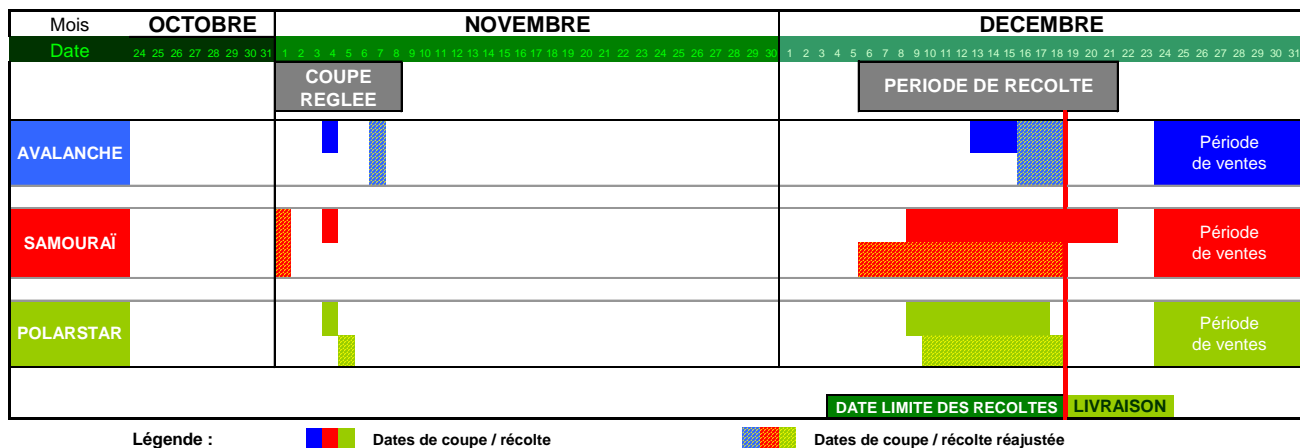 Mois OCTOBRE NOVEMBRE DECEMBRE
Date 24 25 26 27 28 29 30 31 1 2 3 4 5 6 7 8 9 10 11 12 13 14 15 16 17 18 19 20 21 22 23 24 25 26 27 28 29 30 1 2 3 4 5 6 7 8 9 10 11 12 13 14 15 16 17 18 19 20 21 22 23 24 25 26 27 28 29 30 31
COUPE
REGLEE
PERIODE DE RECOLTE
AVALANCHE
Période
de ventes
SAMOURAÏ
Période
de ventes
POLARSTAR
Période
de ventes
DATE LIMITE DES RECOLTES LIVRAISON
Légende : Dates de coupe / récolte Dates de coupe / récolte réajustée